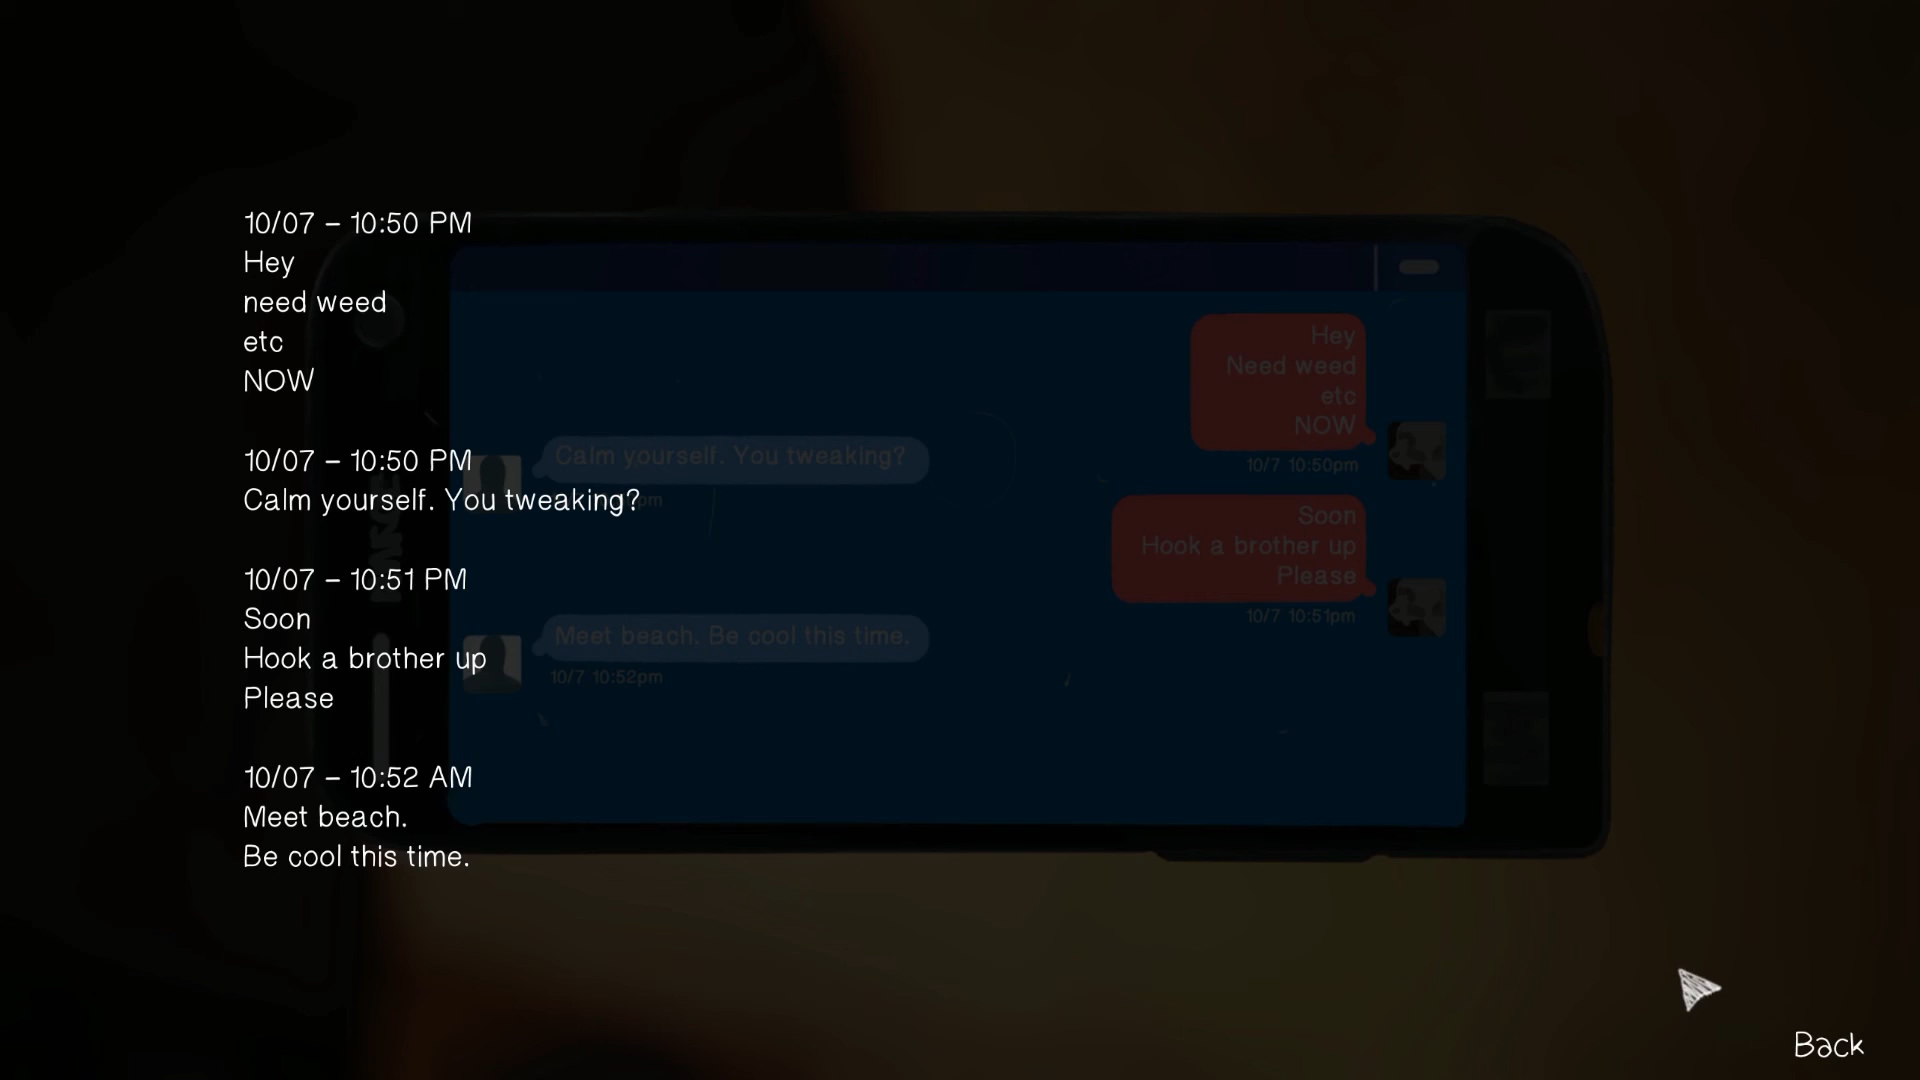 10/07 – 10:50 PM
Hey
need weed
etc
NOW
10/07 – 10:50 PM
Calm yourself. You tweaking?
10/07 – 10:51 PM
Soon
Hook a brother up
Please
10/07 – 10:52 AM
Meet beach.
Be cool this time.
Hey
Need weed
etc
NOW
10/7 10:50pm
Calm yourself. You tweaking?
pm
Soon
Hook a brother up
Please
10/7 10:51pm
Meet beach. Be cool this time.
10/7 10:52pm
Back